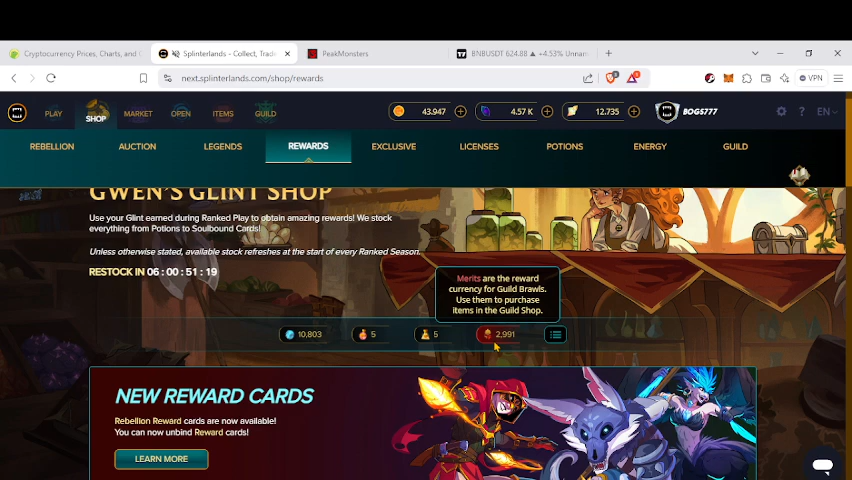 Cryptocurrency Prices, Charts, and C
Splinterlands - Collect, Trade
PeakMonsters
BNBUSDT 624.88 ▲ +4.53% Unnam
next.splinterlands.com/shop/rewards
VPN
PLAY
SHOP
MARKET
OPEN
ITEMS
GUILD
43.947
4.57 K
12.735
BOGS777
EN
REBELLION
AUCTION
LEGENDS
REWARDS
EXCLUSIVE
LICENSES
POTIONS
ENERGY
GUILD
GWEN'S GLINT SHOP
Use your Glint earned during Ranked Play to obtain amazing rewards! We stock
everything from Potions to Soulbound Cards!
Unless otherwise stated, available stock refreshes at the start of every Ranked Season.
RESTOCK IN 06 : 00 : 51 : 19
Merits are the reward
currency for Guild Brawls.
Use them to purchase
items in the Guild Shop.
10,803
5
5
2,991
NEW REWARD CARDS
Rebellion Reward cards are now available!
You can now unbind Reward cards!
LEARN MORE